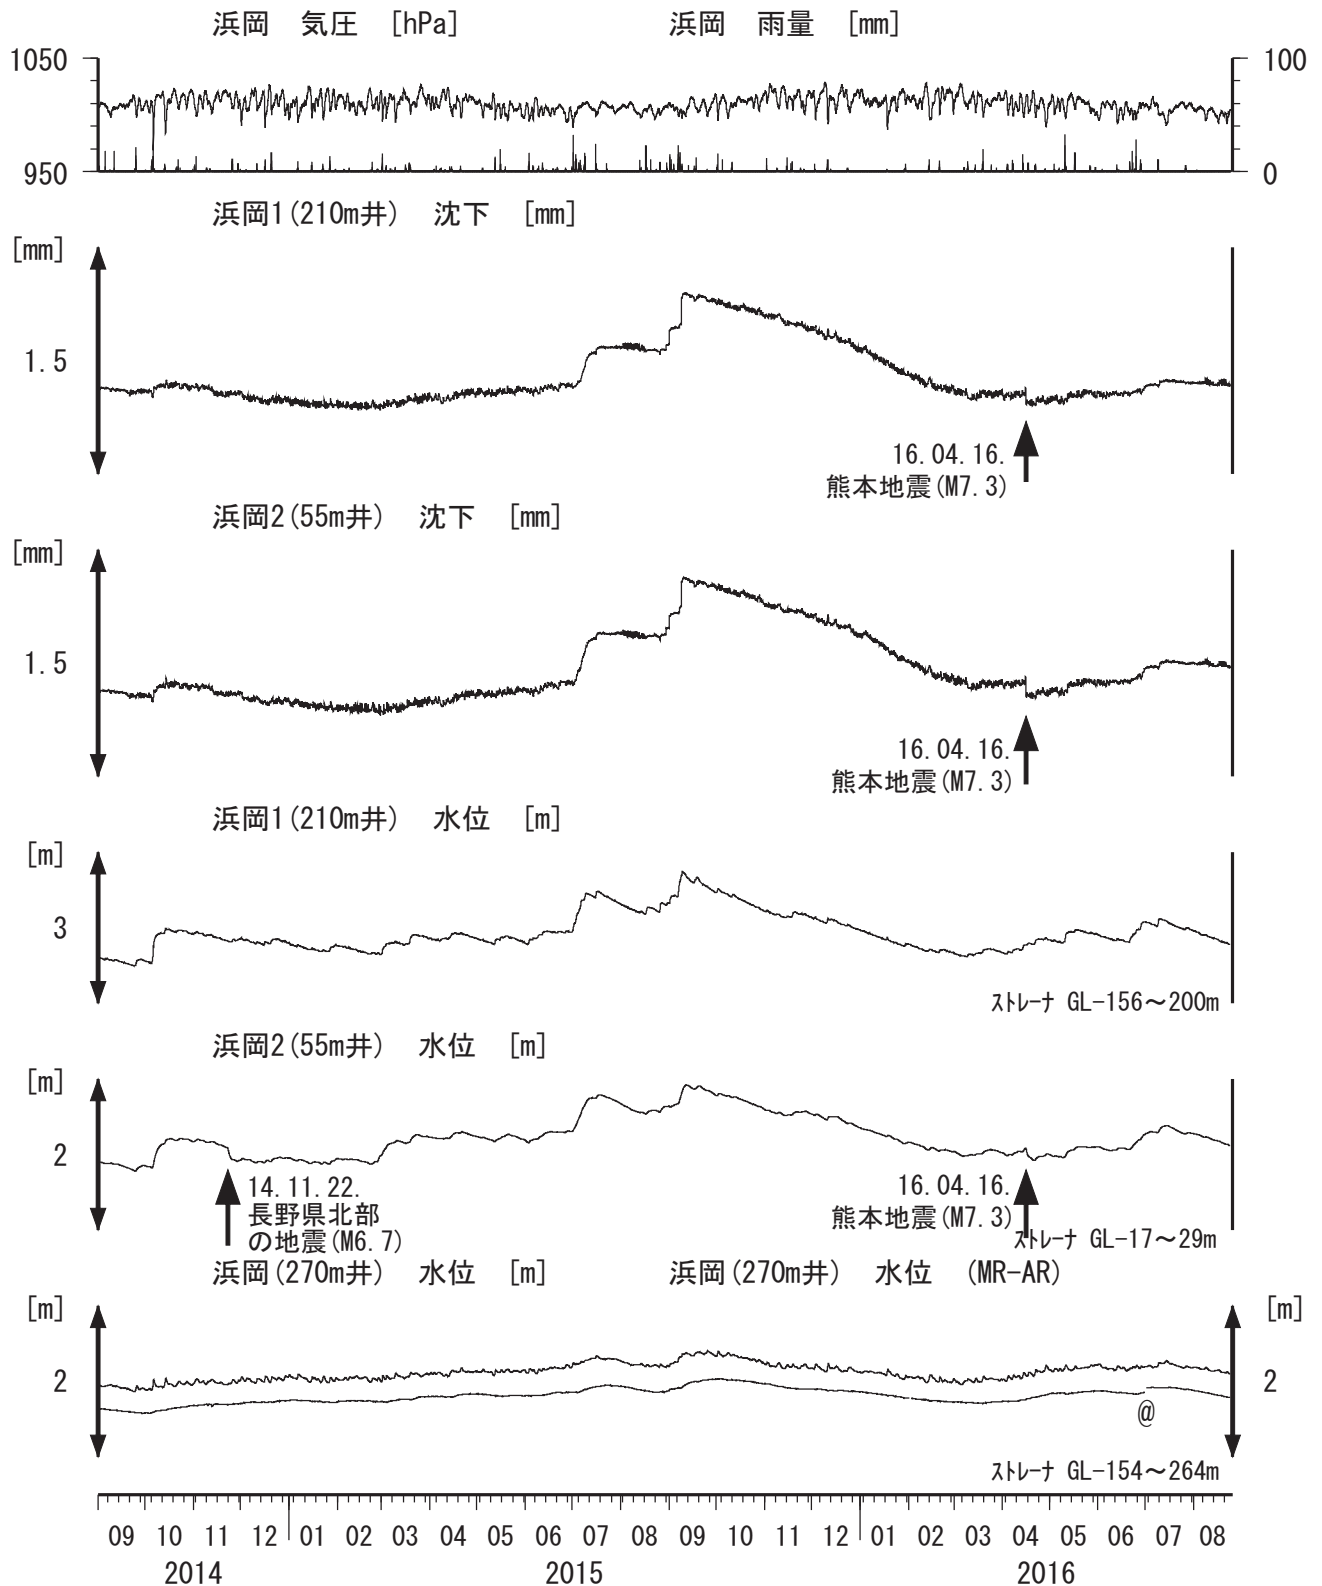 浜岡　気圧　[hPa]
浜岡　雨量　[mm]
1050
100
950
0
浜岡1(210m井)　沈下　[mm]
[mm]
1.5
16.04.16.
熊本地震(M7.3)
浜岡2(55m井)　沈下　[mm]
[mm]
1.5
16.04.16.
熊本地震(M7.3)
浜岡1(210m井)　水位　[m]
[m]
3
ｽﾄﾚｰﾅ GL-156～200m
浜岡2(55m井)　水位　[m]
[m]
2
14.11.22.
長野県北部
の地震(M6.7)
16.04.16.
熊本地震(M7.3)
ｽﾄﾚｰﾅ GL-17～29m
浜岡(270m井)　水位　[m]
浜岡(270m井)　水位　(MR-AR)
[m]
[m]
2
2
@
ｽﾄﾚｰﾅ GL-154～264m
09 10 11 12 01 02 03 04 05 06 07 08 09 10 11 12 01 02 03 04 05 06 07 08
2014 2015 2016